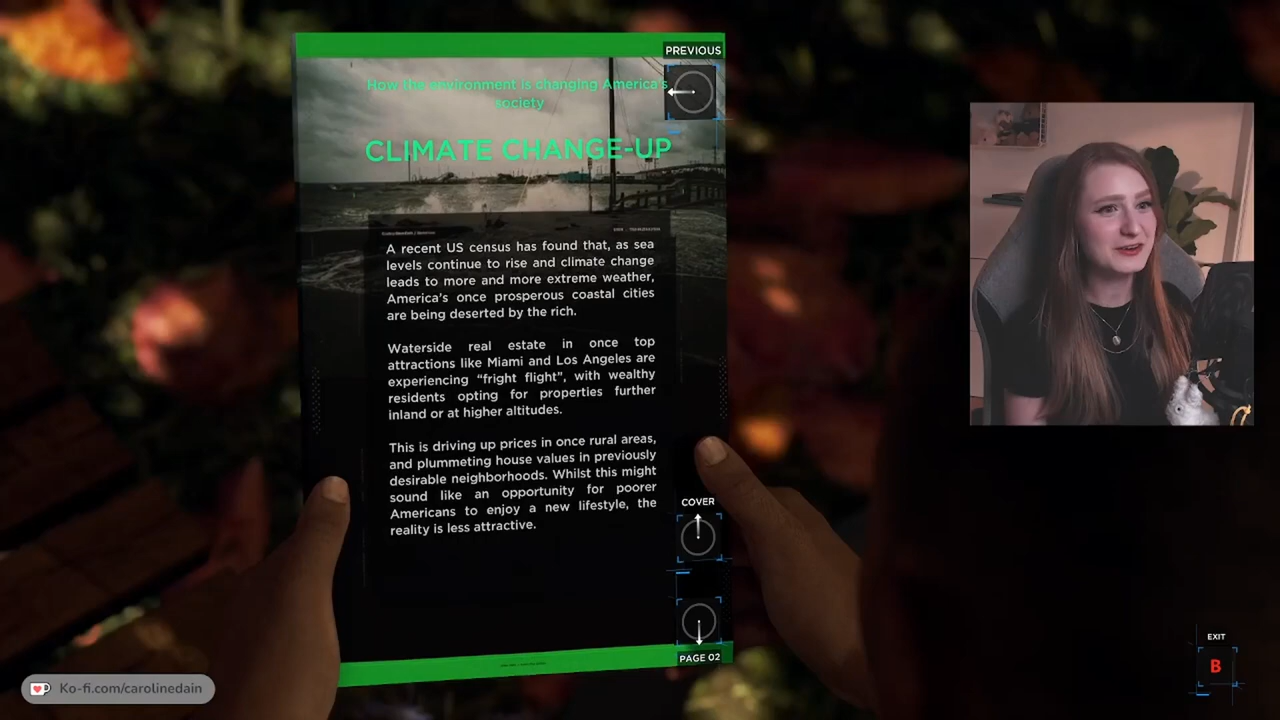 PREVIOUS
How the environment is changing America's
society
CLIMATE CHANGE-UP
A recent US census has found that, as sea
levels continue to rise and climate change
leads to more and more extreme weather,
America's once prosperous coastal cities
are being deserted by the rich.
Waterside real estate in once top
attractions like Miami and Los Angeles are
experiencing “fright flight”, with wealthy
residents opting for properties further
inland or at higher altitudes.
This is driving up prices in once rural areas,
and plummeting house values in previously
desirable neighborhoods. Whilst this might
sound like an opportunity for poorer
Americans to enjoy a new lifestyle, the
reality is less attractive.
COVER
PAGE 02
EXIT
B
Ko-fi.com/carolinedain